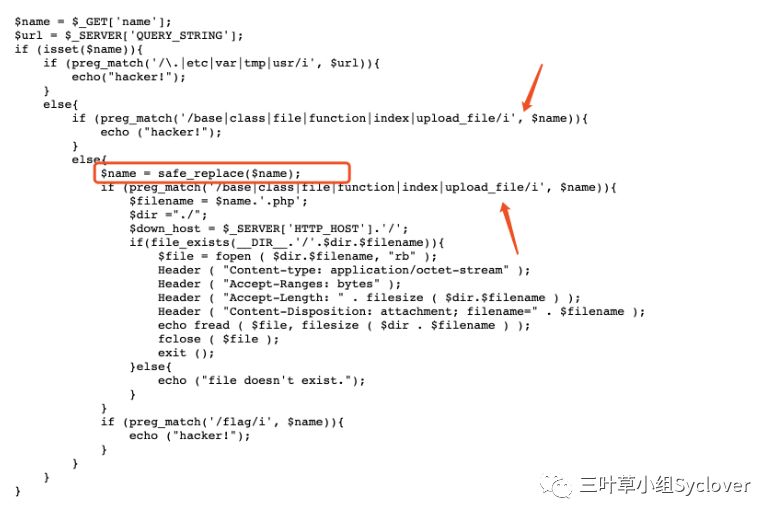 $name = $_GET['name'];
$url = $_SERVER['QUERY_STRING'];
if (isset($name)){
    if (preg_match('/\.|etc|var|tmp|usr/i', $url)){
        echo("hacker!");
    }
    else{
        if (preg_match('/base|class|file|function|index|upload_file/i', $name)){
            echo ("hacker!");
        }
        else{
            $name = safe_replace($name);
            if (preg_match('/base|class|file|function|index|upload_file/i', $name)){
                $filename = $name.'.php';
                $dir ="./";
                $down_host = $_SERVER['HTTP_HOST'].'/';
                if(file_exists(__DIR__.'/'.$dir.$filename)){
                    $file = fopen ( $dir.$filename, "rb" );
                    Header ( "Content-type: application/octet-stream" );
                    Header ( "Accept-Ranges: bytes" );
                    Header ( "Accept-Length: " . filesize ( $dir.$filename ) );
                    Header ( "Content-Disposition: attachment; filename=" . $filename );
                    echo fread ( $file, filesize ( $dir . $filename ) );
                    fclose ( $file );
                    exit ();
                }else{
                    echo ("file doesn't exist.");
                }
            }
            if (preg_match('/flag/i', $name)){
                echo ("hacker!");
            }
        }
    }
}
三叶草小组Syclover